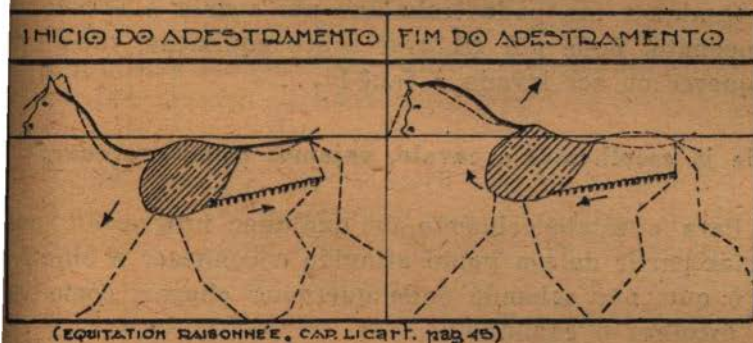 INICIO DO ADESTRAMENTO
FIM DO ADESTRAMENTO
(EQUITATION RAISONNÉE. CAP. LICART. pag 45)